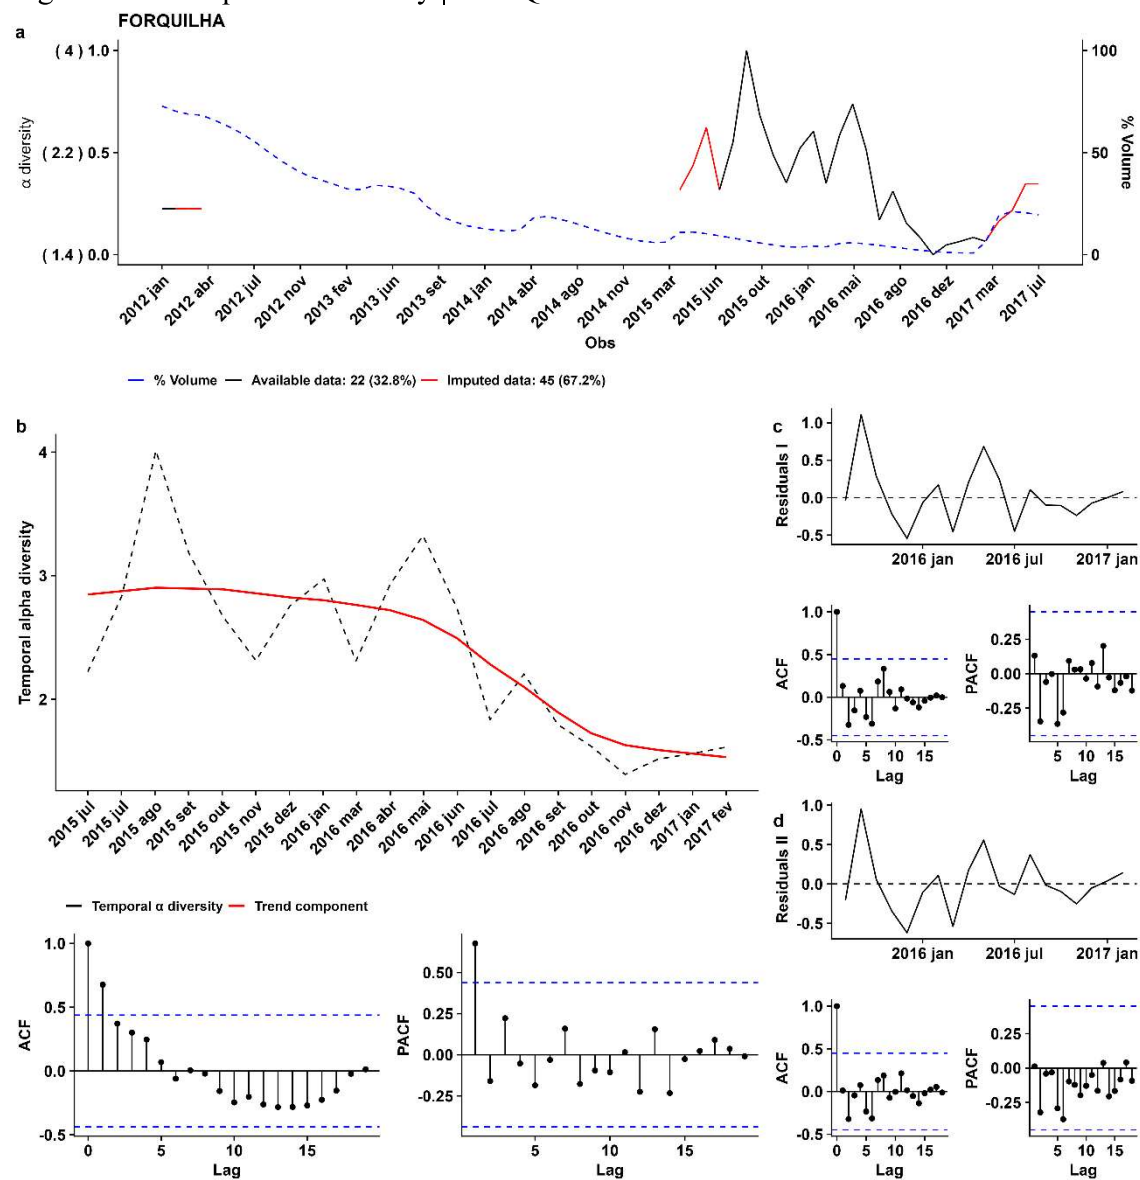 FORQUILHA
a
( 4 ) 1.0
( 2.2 ) 0.5
( 1.4 ) 0.0
α diversity
100
50
0
% Volume
2012 jan
2012 abr
2012 jul
2012 nov
2013 fev
2013 jun
2013 set
2014 jan
2014 abr
2014 ago
2014 nov
2015 mar
2015 jun
2015 out
2016 jan
2016 mai
2016 ago
2016 dez
2017 mar
2017 jul
Obs
% Volume Available data: 22 (32.8%) Imputed data: 45 (67.2%)
b
4
3
2
Temporal alpha diversity
2015 jul
2015 jul
2015 ago
2015 set
2015 out
2015 nov
2015 dez
2016 jan
2016 mar
2016 abr
2016 mai
2016 jun
2016 jul
2016 ago
2016 set
2016 out
2016 nov
2016 dez
2017 jan
2017 fev
Temporal α diversity Trend component
1.0
0.5
0.0
-0.5
ACF
0 5 10 15
Lag
0.50
0.25
0.00
-0.25
PACF
5 10 15
Lag
c
1.0
0.5
0.0
-0.5
Residuals I
2016 jan 2016 jul 2017 jan
1.0
0.5
0.0
-0.5
ACF
0 5 10 15
Lag
0.25
0.00
-0.25
PACF
5 10 15
Lag
d
1.0
0.5
0.0
-0.5
Residuals II
2016 jan 2016 jul 2017 jan
1.0
0.5
0.0
-0.5
ACF
0 5 10 15
Lag
0.25
0.00
-0.25
PACF
5 10 15
Lag